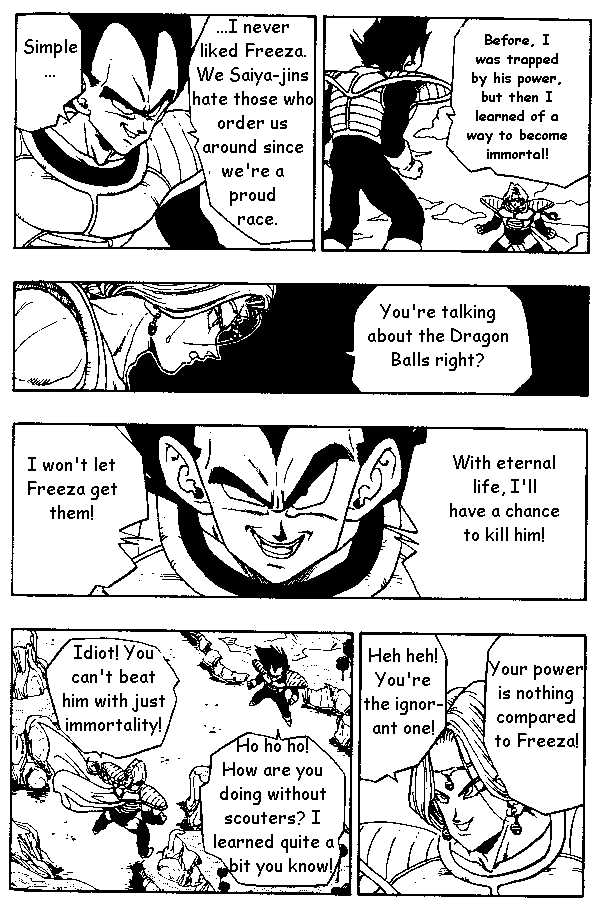 Simple
...
...I never
liked Freeza.
We Saiya-jins
hate those who
order us
around since
we're a
proud
race.
Before, I
was trapped
by his power,
but then I
learned of a
way to become
immortal!
You're talking
about the Dragon
Balls right?
I won't let
Freeza get
them!
With eternal
life, I'll
have a chance
to kill him!
Idiot! You
can't beat
him with just
immortality!
Ho ho ho!
How are you
doing without
scouters? I
learned quite a
bit you know!
Heh heh!
You're
the ignor-
ant one!
Your power
is nothing
compared
to Freeza!